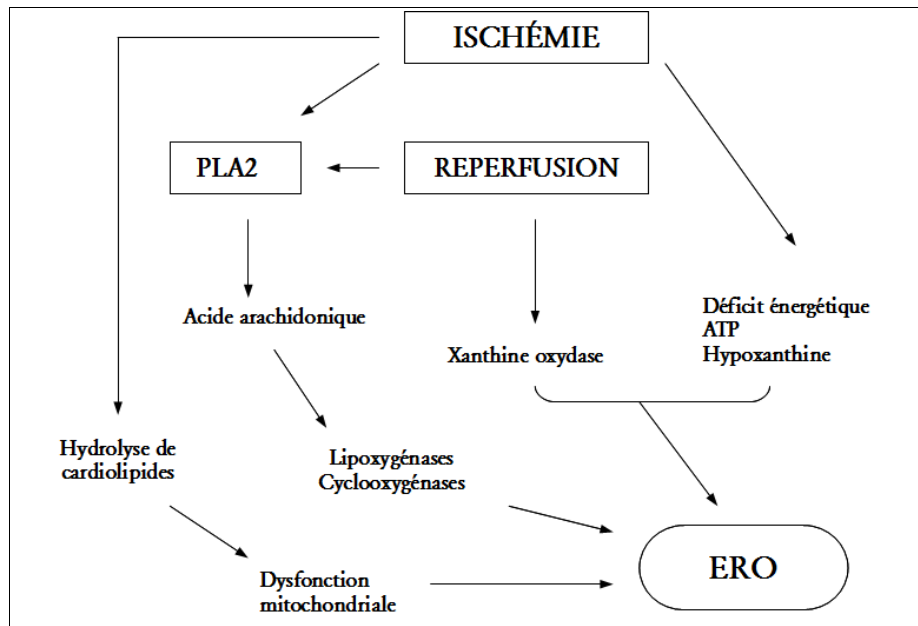 ISCHÉMIE
PLA2
REPERFUSION
Acide arachidonique
Déficit énergétique
ATP
Hypoxanthine
Xanthine oxydase
Hydrolyse de
cardiolipides
Lipoxygénases
Cyclooxygénases
ERO
Dysfonction
mitochondriale